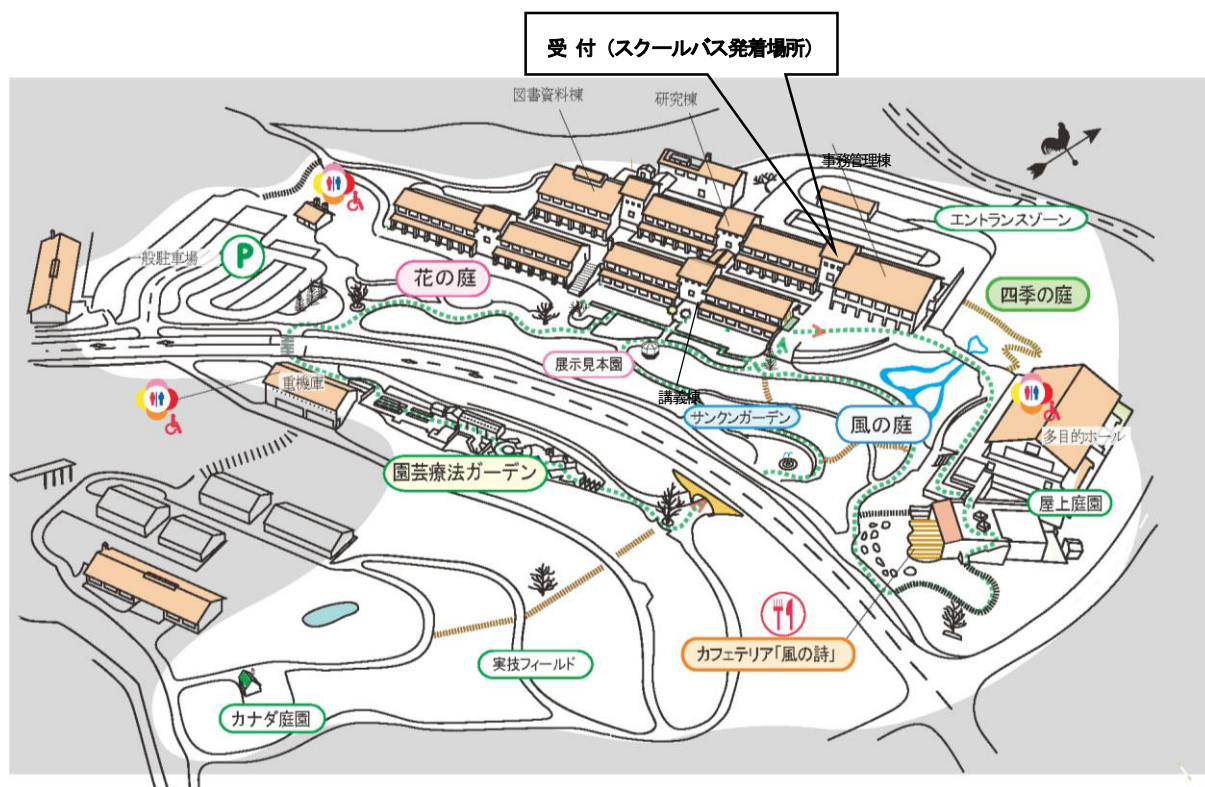 受 付（スクールバス発着場所）
図書資料棟
研究棟
事務管理棟
エントランスゾーン
一般駐車場
P
花の庭
四季の庭
展示見本園
講義棟
サンクンガーデン
風の庭
重機庫
多目的ホール
園芸療法ガーデン
屋上庭園
カフェテリア「風の詩」
実技フィールド
カナダ庭園